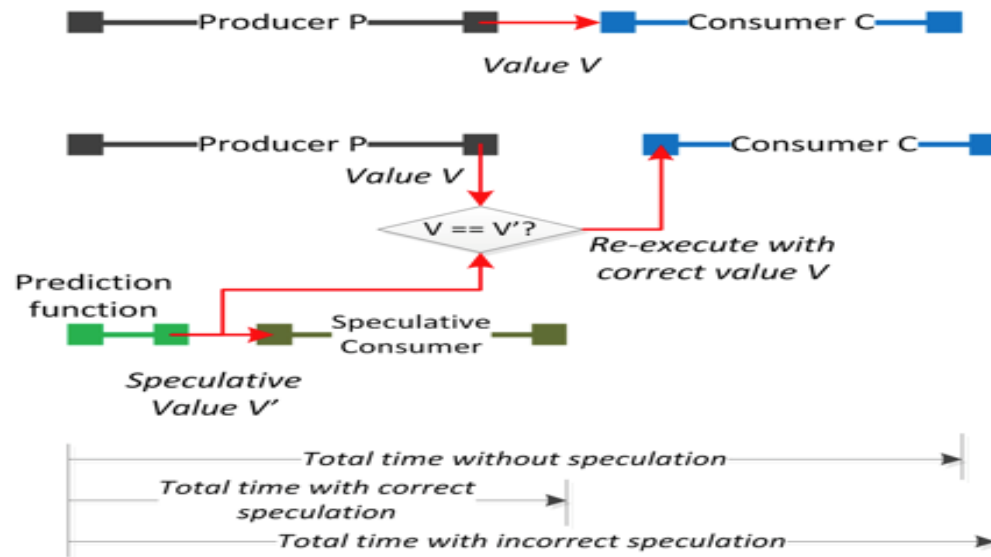 Producer P
Consumer C
Value V
Producer P
Consumer C
Value V
V == V'?
Re-execute with
correct value V
Prediction
function
Speculative
Consumer
Speculative
Value V'
Total time without speculation
Total time with correct
speculation
Total time with incorrect speculation